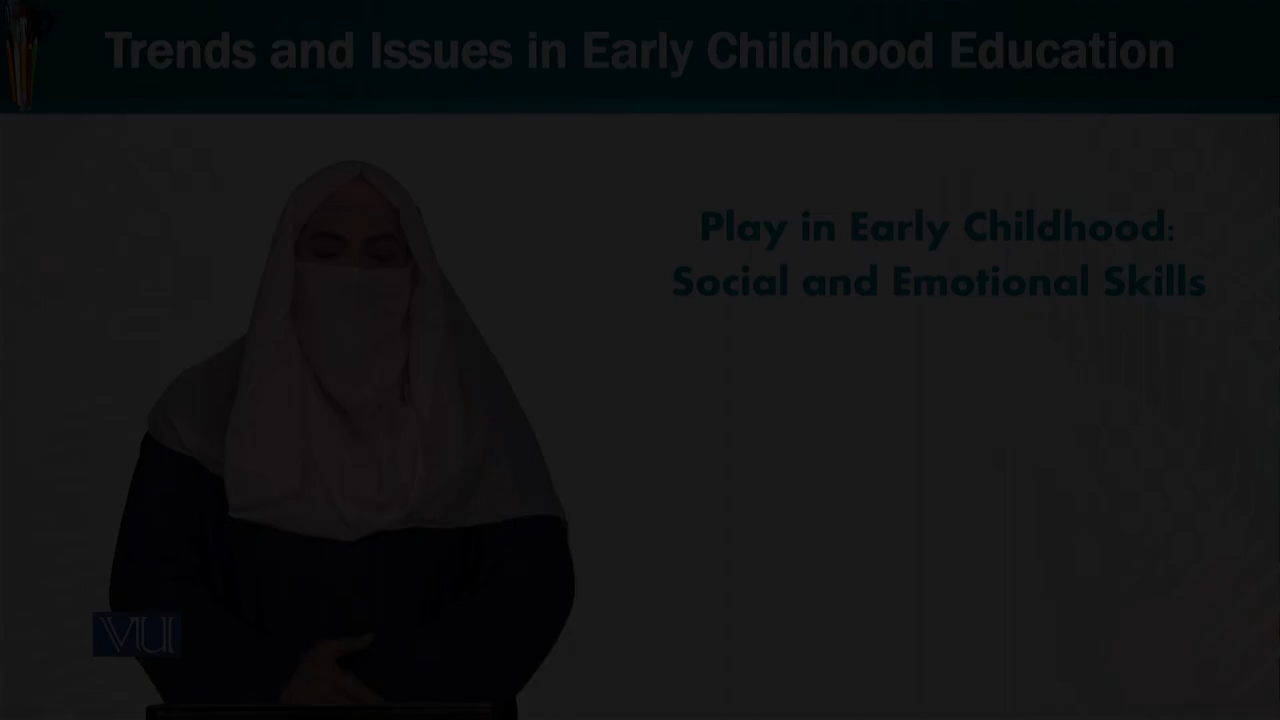 Trends and Issues in Early Childhood Education
Play in Early Childhood:
Social and Emotional Skills
VU